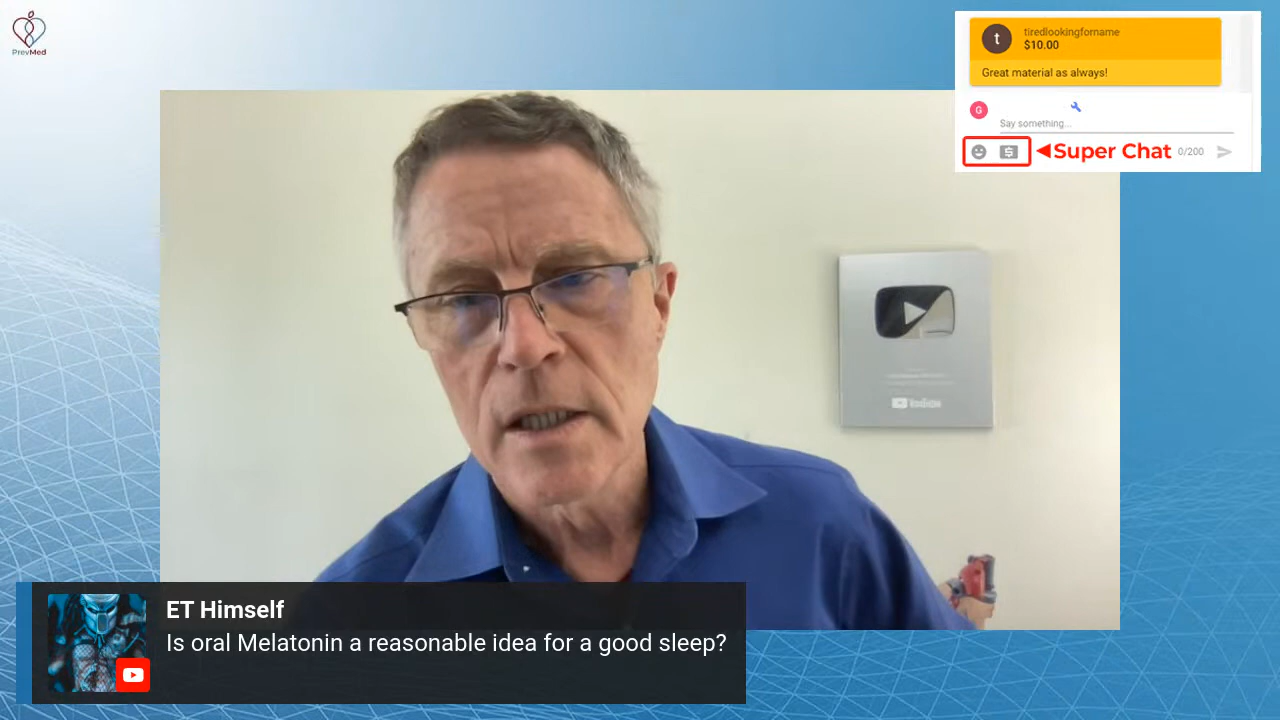 PrevMed
tiredlookingforname
$10.00
t
Great material as always!
G
Say something...
Super Chat
0/200
YouTube
ET Himself
Is oral Melatonin a reasonable idea for a good sleep?